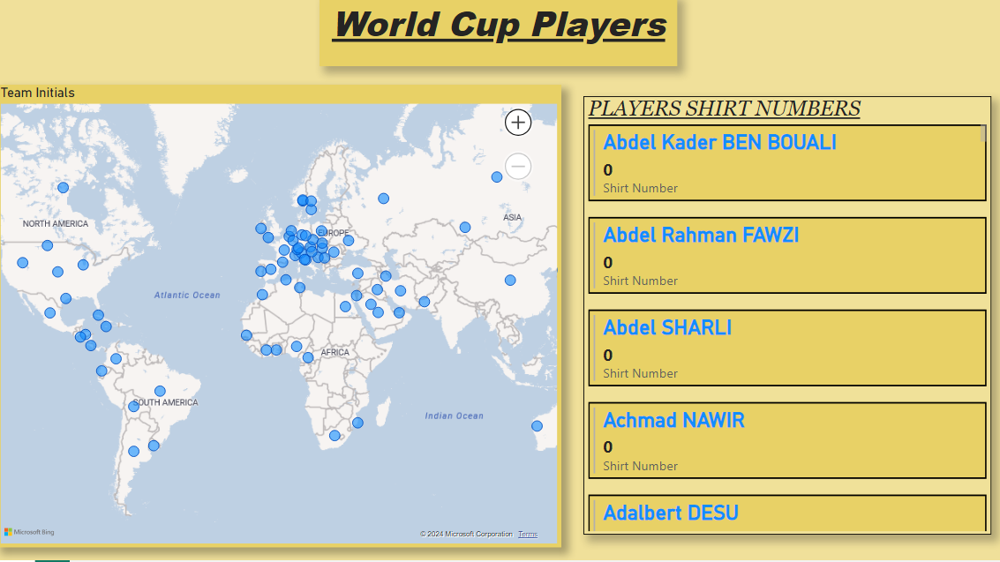 World Cup Players
Team Initials
NORTH AMERICA
EUROPE
ASIA
Atlantic Ocean
AFRICA
SOUTH AMERICA
Indian Ocean
Microsoft Bing
© 2024 Microsoft Corporation Terms
PLAYERS SHIRT NUMBERS
Abdel Kader BEN BOUALI
0
Shirt Number
Abdel Rahman FAWZI
0
Shirt Number
Abdel SHARLI
0
Shirt Number
Achmad NAWIR
0
Shirt Number
Adalbert DESU